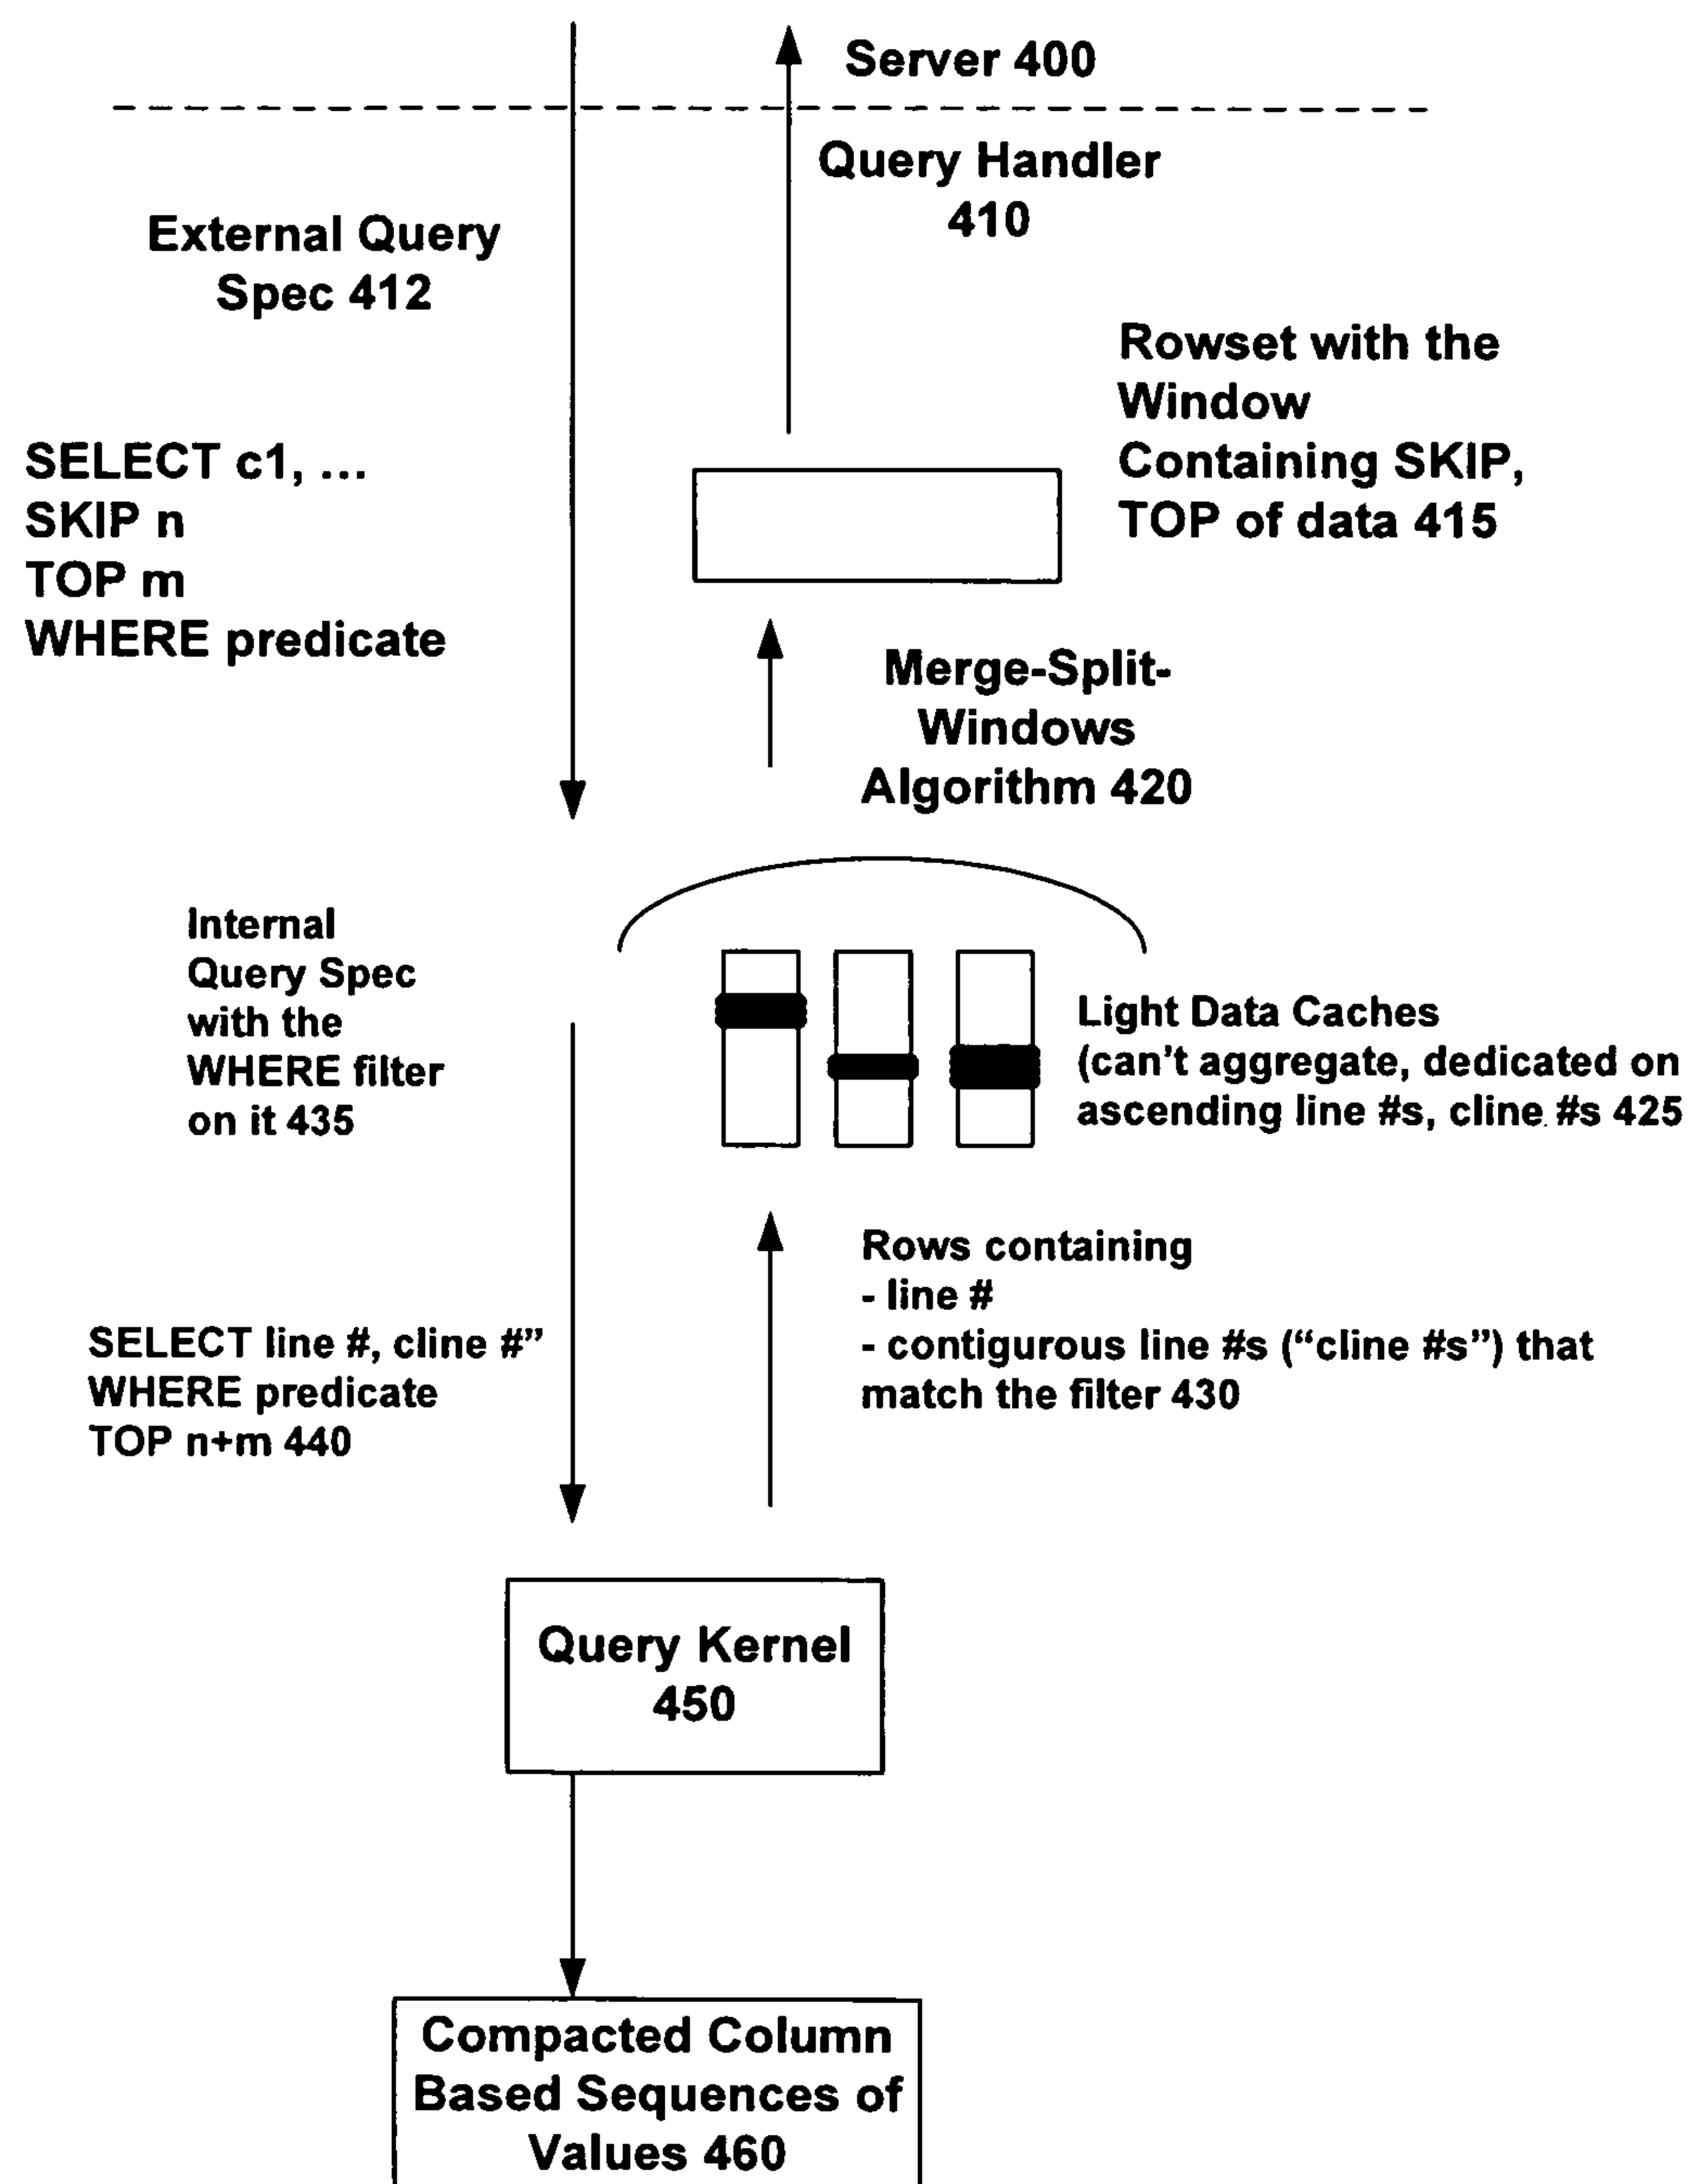 Server 400
Query Handler
410
External Query
Spec 412
Rowset with the
Window
Containing SKIP,
TOP of data 415
SELECT c1, ...
SKIP n
TOP m
WHERE predicate
Merge-Split-
Windows
Algorithm 420
Internal
Query Spec
with the
WHERE filter
on it 435
Light Data Caches
(can't aggregate, dedicated on
ascending line #s, cline #s 425
Rows containing
- line #
- contigurous line #s (“cline #s”) that
match the filter 430
SELECT line #, cline #”
WHERE predicate
TOP n+m 440
Query Kernel
450
Compacted Column
Based Sequences of
Values 460